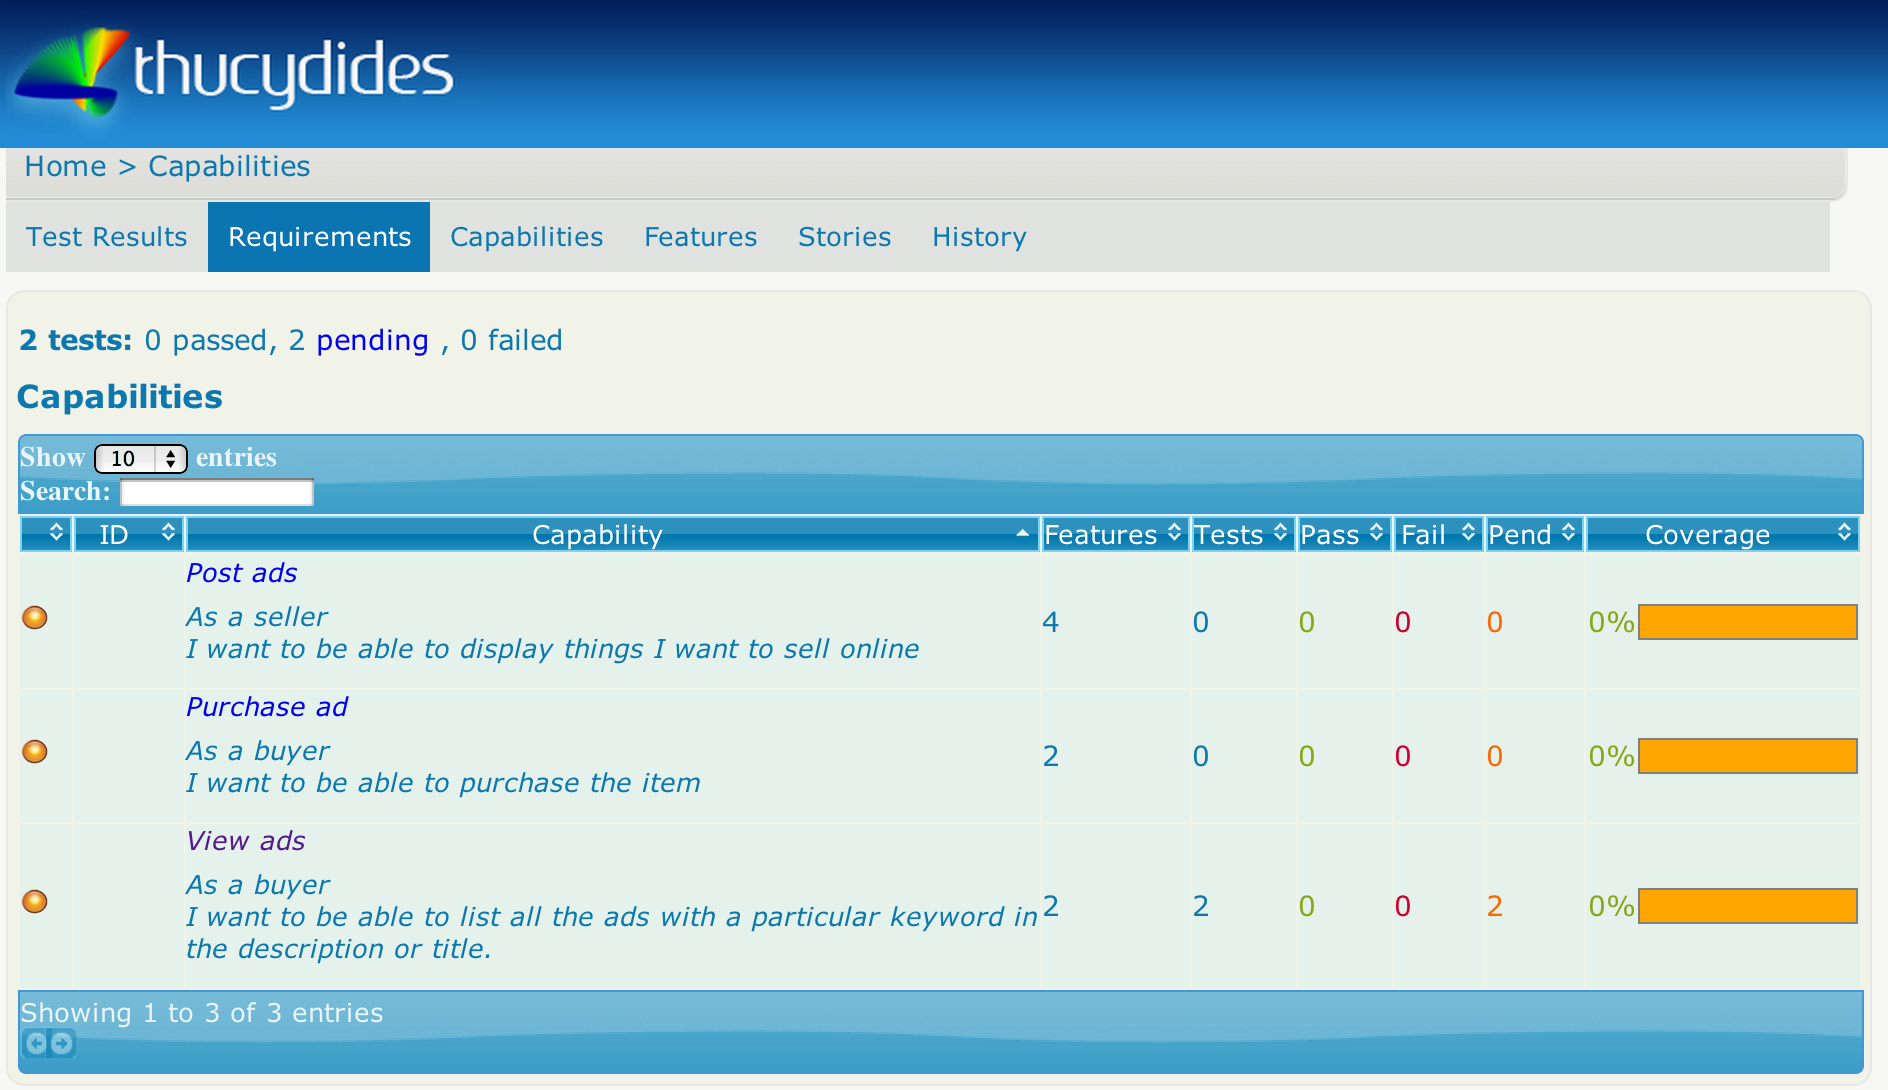 thucydides
Home > Capabilities
Test Results Requirements Capabilities Features Stories History
2 tests: 0 passed, 2 pending , 0 failed
Capabilities
Show 10 entries
Search:
ID Capability Features Tests Pass Fail Pend Coverage
Post ads
As a seller
I want to be able to display things I want to sell online
4 0 0 0 0 0%
Purchase ad
As a buyer
I want to be able to purchase the item
2 0 0 0 0 0%
View ads
As a buyer
I want to be able to list all the ads with a particular keyword in
the description or title.
2 2 0 0 2 0%
Showing 1 to 3 of 3 entries